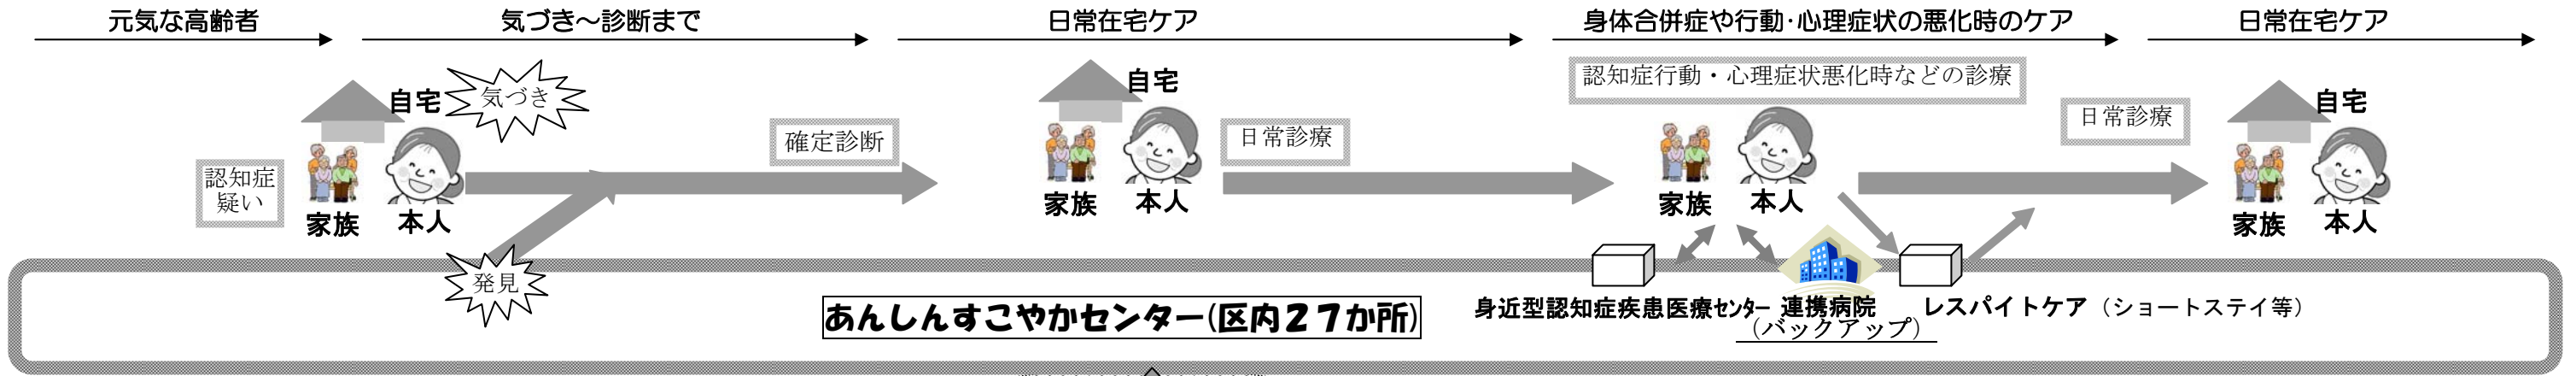 元気な高齢者
気づき～診断まで
日常在宅ケア
身体合併症や行動･心理症状の悪化時のケア
日常在宅ケア
認知症
疑い
自宅
家族
本人
気づき
発見
確定診断
自宅
家族
本人
日常診療
認知症行動・心理症状悪化時などの診療
家族
本人
日常診療
自宅
家族
本人
あんしんすこやかセンター(区内２７か所)
身近型認知症疾患医療ｾﾝﾀｰ
連携病院
（バックアップ）
レスパイトケア（ショートステイ等）